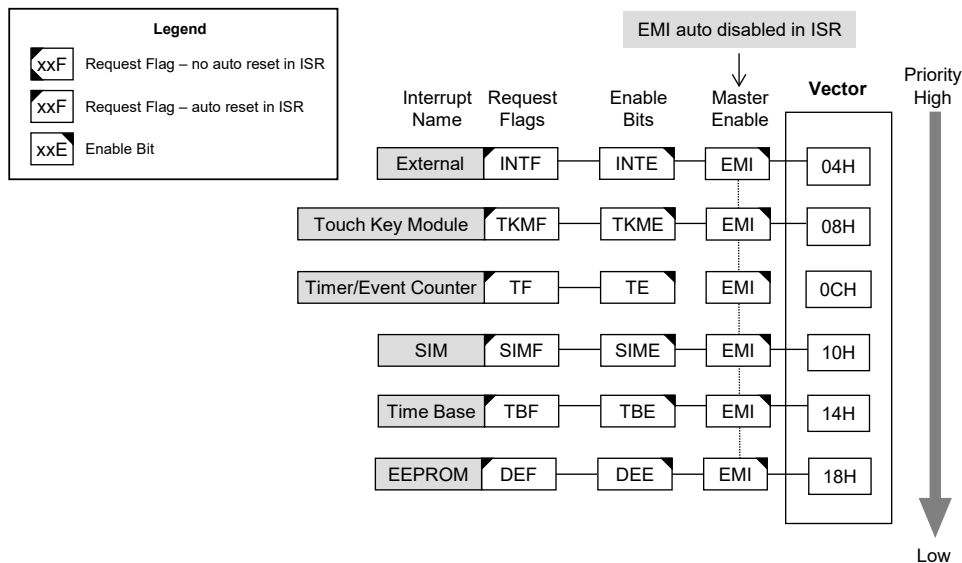 Legend
xxF Request Flag – no auto reset in ISR
xxF Request Flag – auto reset in ISR
xxE Enable Bit
EMI auto disabled in ISR
Interrupt Name
Request Flags
Enable Bits
Master Enable
Vector
Priority High
External INTF INTE EMI 04H
Touch Key Module TKMF TKME EMI 08H
Timer/Event Counter TF TE EMI 0CH
SIM SIMF SIME EMI 10H
Time Base TBF TBE EMI 14H
EEPROM DEF DEE EMI 18H
Low